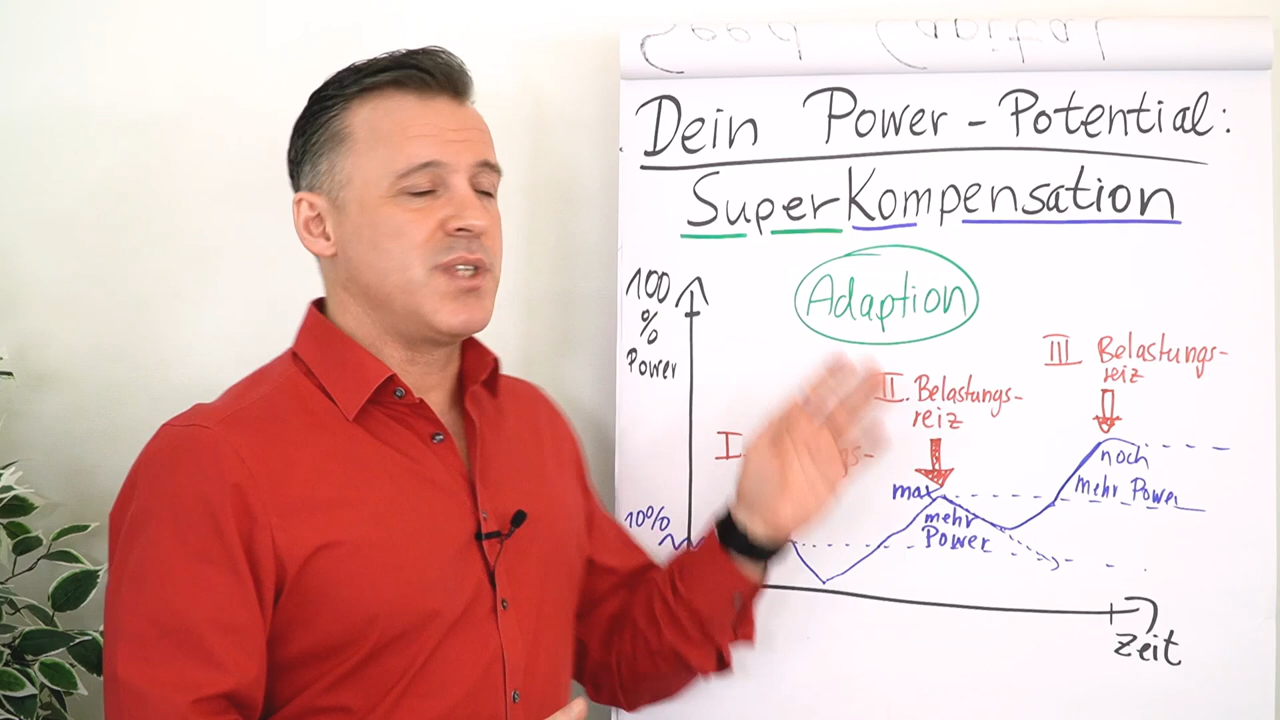 Dein Power - Potential:
SuperKompensation
100
%
Power
Adaption
III Belastungs-
reiz
II. Belastungs-
reiz
I.
noch
mehr Power
max
mehr
Power
10%
Zeit